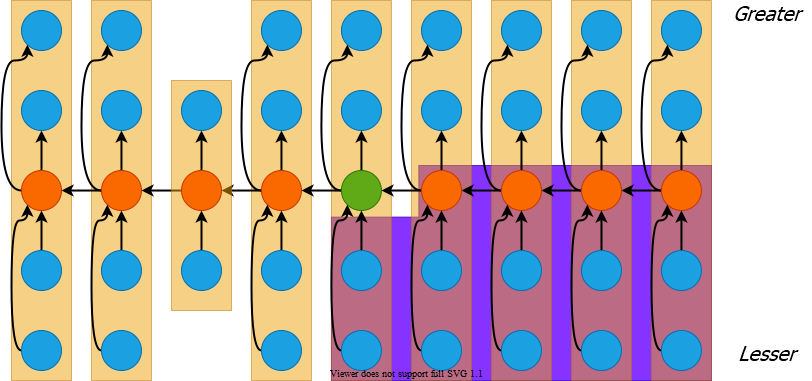 Greater
Lesser
Viewer does not support full SVG 1.1